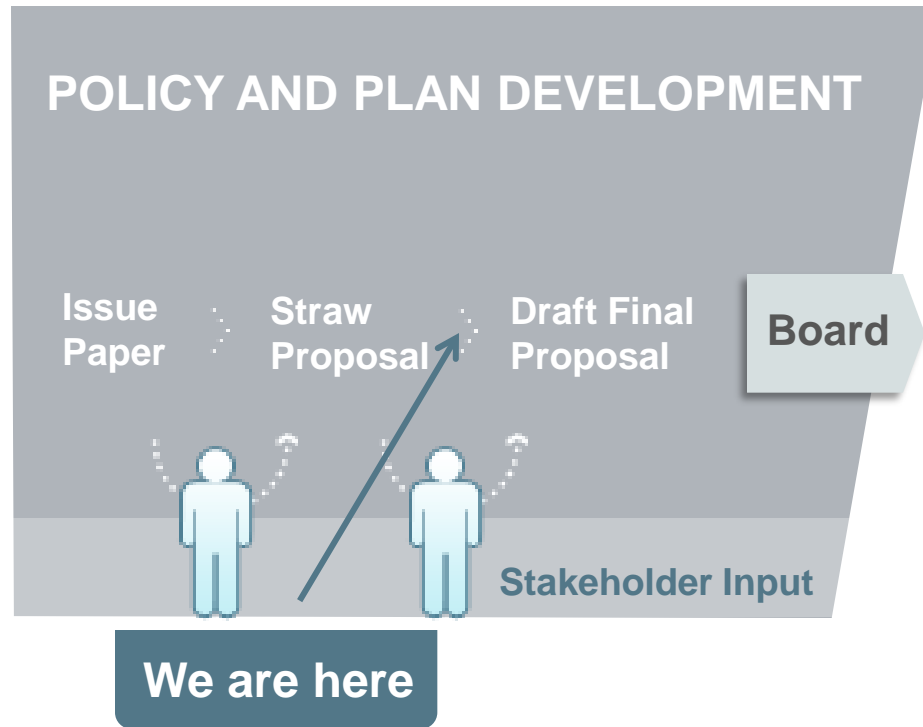 POLICY AND PLAN DEVELOPMENT
Issue
Paper
Straw
Proposal
Draft Final
Proposal
Board
Stakeholder Input
We are here